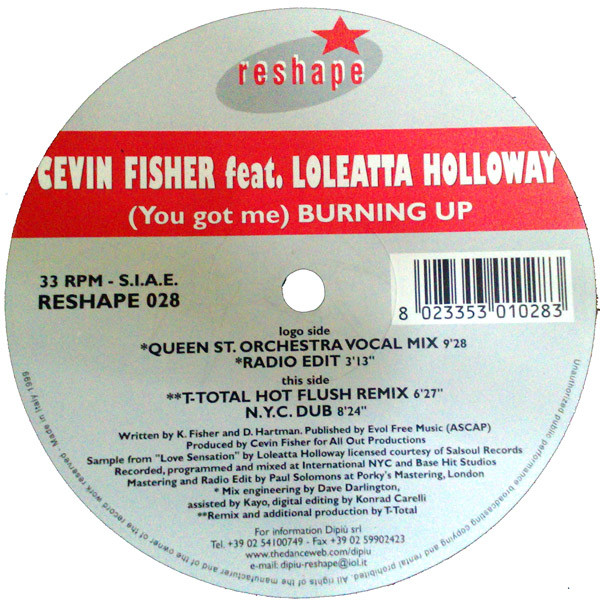 reshape
CEVIN FISHER feat. LOLEATTA HOLLOWAY
(You got me) BURNING UP
33 RPM - S.I.A.E.
RESHAPE 028
8 023353 010283
logo side
*QUEEN ST. ORCHESTRA VOCAL MIX 9'28
*RADIO EDIT 3'13"
this side
**T-TOTAL HOT FLUSH REMIX 6'27"
N.Y.C. DUB 8'24"
Written by K. Fisher and D. Hartman. Published by Evol Free Music (ASCAP)
Produced by Cevin Fisher for All Out Productions
Sample from "Love Sensation" by Loleatta Holloway licensed courtesy of Salsoul Records
Recorded, programmed and mixed at International NYC and Base Hit Studios
Mastering and Radio Edit by Paul Solomons at Porky's Mastering, London
* Mix engineering by Dave Darlington,
assisted by Kayo, digital editing by Konrad Carelli
**Remix and additional production by T-Total
For information Dipiù srl
Tel. +39 02 54100749 - Fax +39 02 59902423
www.thedanceweb.com/dipiu
e-mail: dipiu-reshape@iol.it
Unauthorized public performance broadcasting copying and rental prohibited. All rights of the manufacturer and of the owner of the record work reserved. Made in Italy 1999